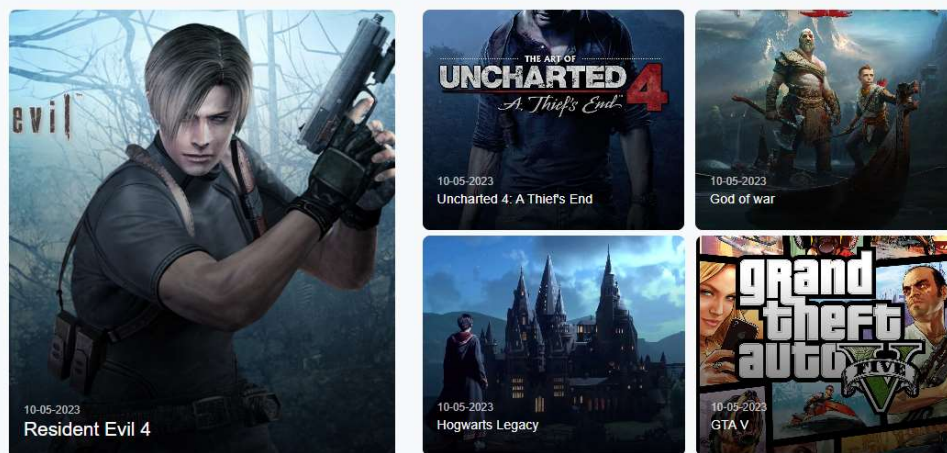 evil
10-05-2023
Resident Evil 4
THE ART OF
UNCHARTED 4
A Thief's End™
10-05-2023
Uncharted 4: A Thief's End
10-05-2023
God of war
10-05-2023
Hogwarts Legacy
grand
theft
auto V
FIVE
10-05-2023
GTA V